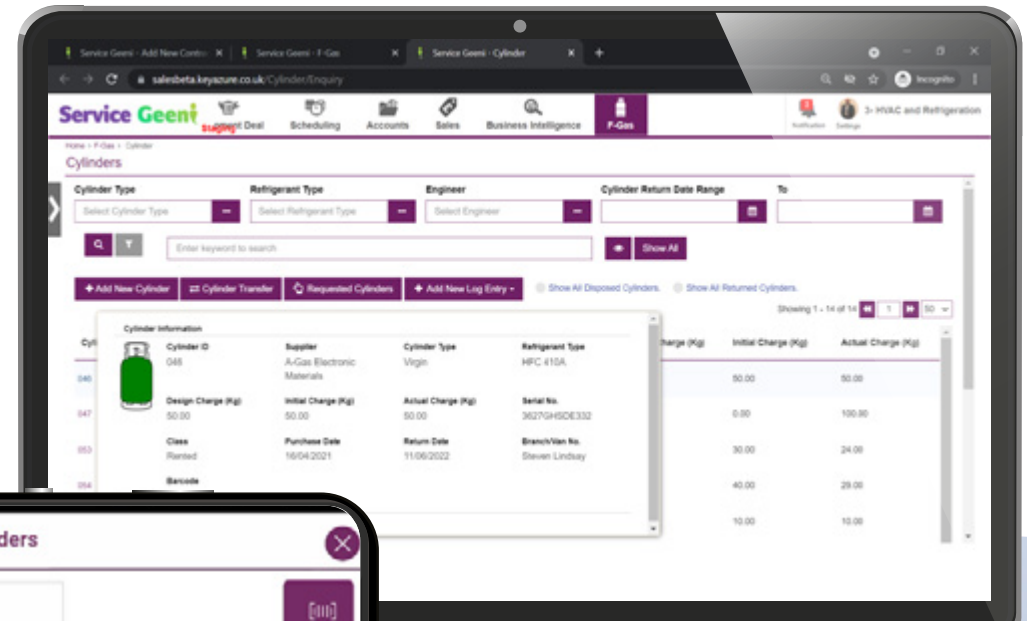 Service Geeni - Add New Contr
Service Geeni - F-Gas
Service Geeni - Cylinder
salesbeta.keyazure.co.uk/Cylinder/Enquiry
Incognito
Service Geeni
Staging
Deal
Scheduling
Accounts
Sales
Business Intelligence
F-Gas
Notification
Settings
3- HVAC and Refrigeration
Home > F-Gas > Cylinder
Cylinders
Cylinder Type Refrigerant Type Engineer Cylinder Return Date Range To
Select Cylinder Type Select Refrigerant Type Select Engineer
Enter keyword to search
Show All
Add New Cylinder Cylinder Transfer Requested Cylinders Add New Log Entry Show All Disposed Cylinders. Show All Returned Cylinders.
Showing 1 - 14 of 14 1 50
Cyli
harge (Kg) Initial Charge (Kg) Actual Charge (Kg)
046 50.00 50.00
047 0.00 100.00
053 30.00 24.00
054 40.00 29.00
10.00 10.00
Cylinder Information
Cylinder ID Supplier Cylinder Type Refrigerant Type
046 A-Gas Electronic Materials Virgin HFC 410A
Design Charge (Kg) Initial Charge (Kg) Actual Charge (Kg) Serial No.
50.00 50.00 50.00 3627GHSDE332
Class Purchase Date Return Date Branch/Van No.
Rented 16/04/2021 11/06/2022 Steven Lindsay
Barcode
ders